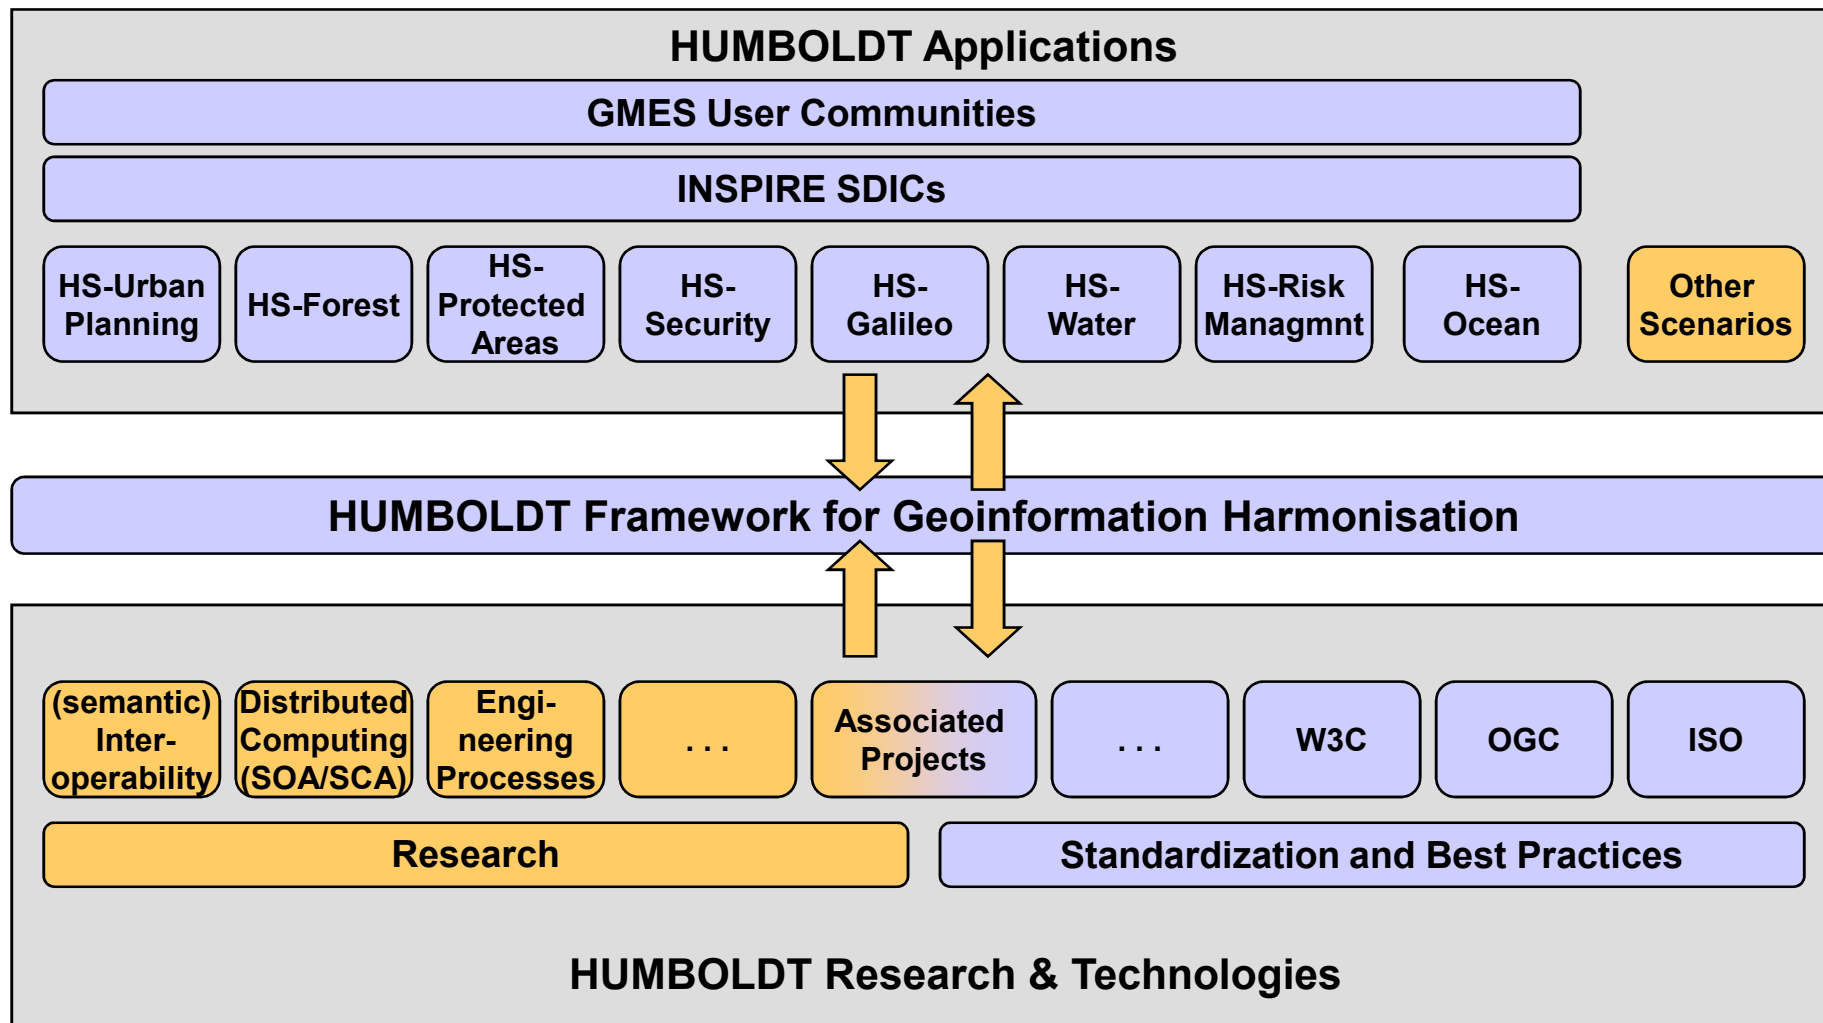 HUMBOLDT Applications
GMES User Communities
INSPIRE SDICs
HS-Urban
Planning
HS-Forest
HS-
Protected
Areas
HS-
Security
HS-
Galileo
HS-
Water
HS-Risk
Managmnt
HS-
Ocean
Other
Scenarios
HUMBOLDT Framework for Geoinformation Harmonisation
(semantic)
Inter-
operability
Distributed
Computing
(SOA/SCA)
Engi-
neering
Processes
. . .
Associated
Projects
. . .
W3C
OGC
ISO
Research
Standardization and Best Practices
HUMBOLDT Research & Technologies